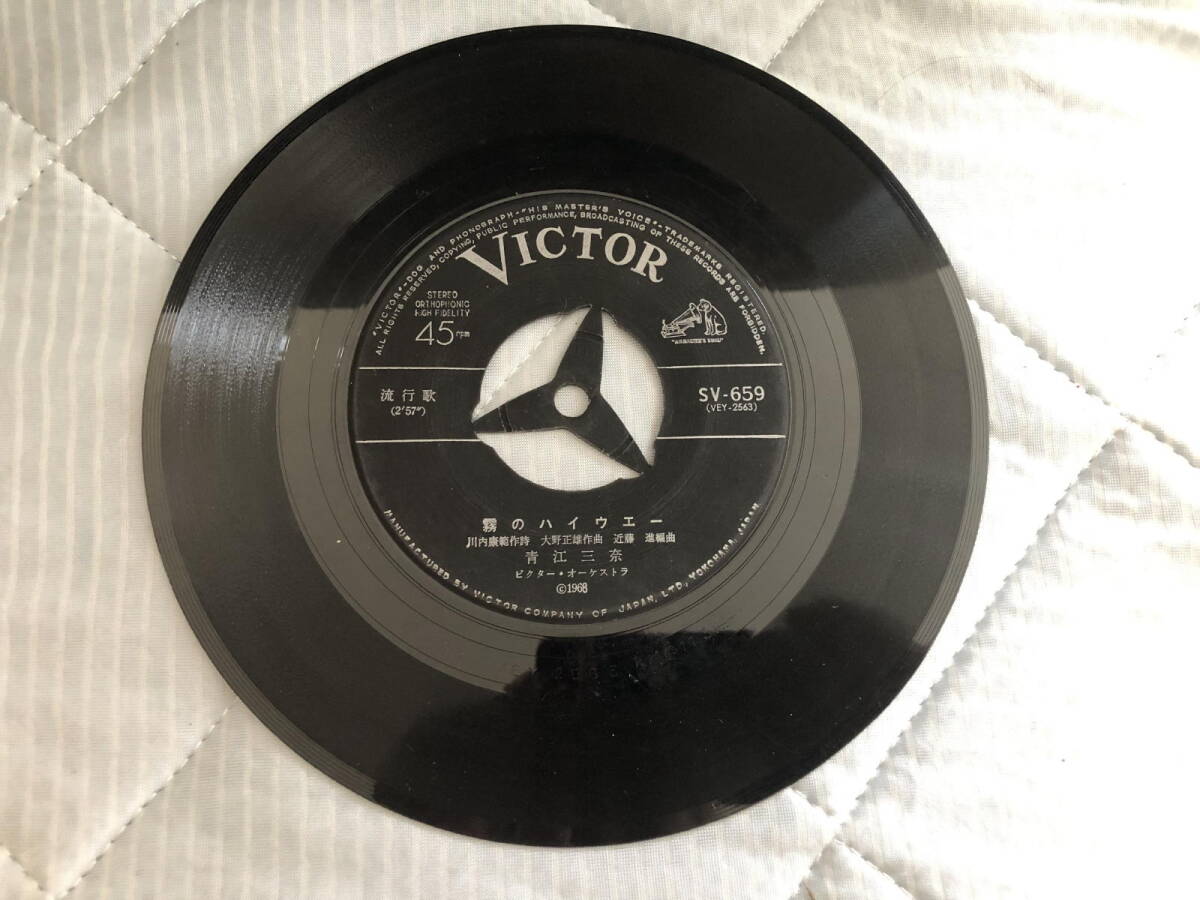 "VICTOR"-DOG AND PHONOGRAPH-"HIS MASTER'S VOICE"-TRADEMARKS REGISTERED.
ALL RIGHTS RESERVED, COPYING, PUBLIC PERFORMANCE, BROADCASTING OF THESE RECORDS ARE FORBIDDEN.
VICTOR
STEREO
ORTHOPHONIC
HIGH FIDELITY
45rpm
"HIS MASTER'S VOICE"
流行歌
(2′57″)
SV-659
(VEY-2563)
霧のハイウエー
川内康範作詩 大野正雄作曲 近藤 進編曲
青江三奈
ビクター・オーケストラ
©1968
MANUFACTURED BY VICTOR COMPANY OF JAPAN, LTD, YOKOHAMA, JAPAN